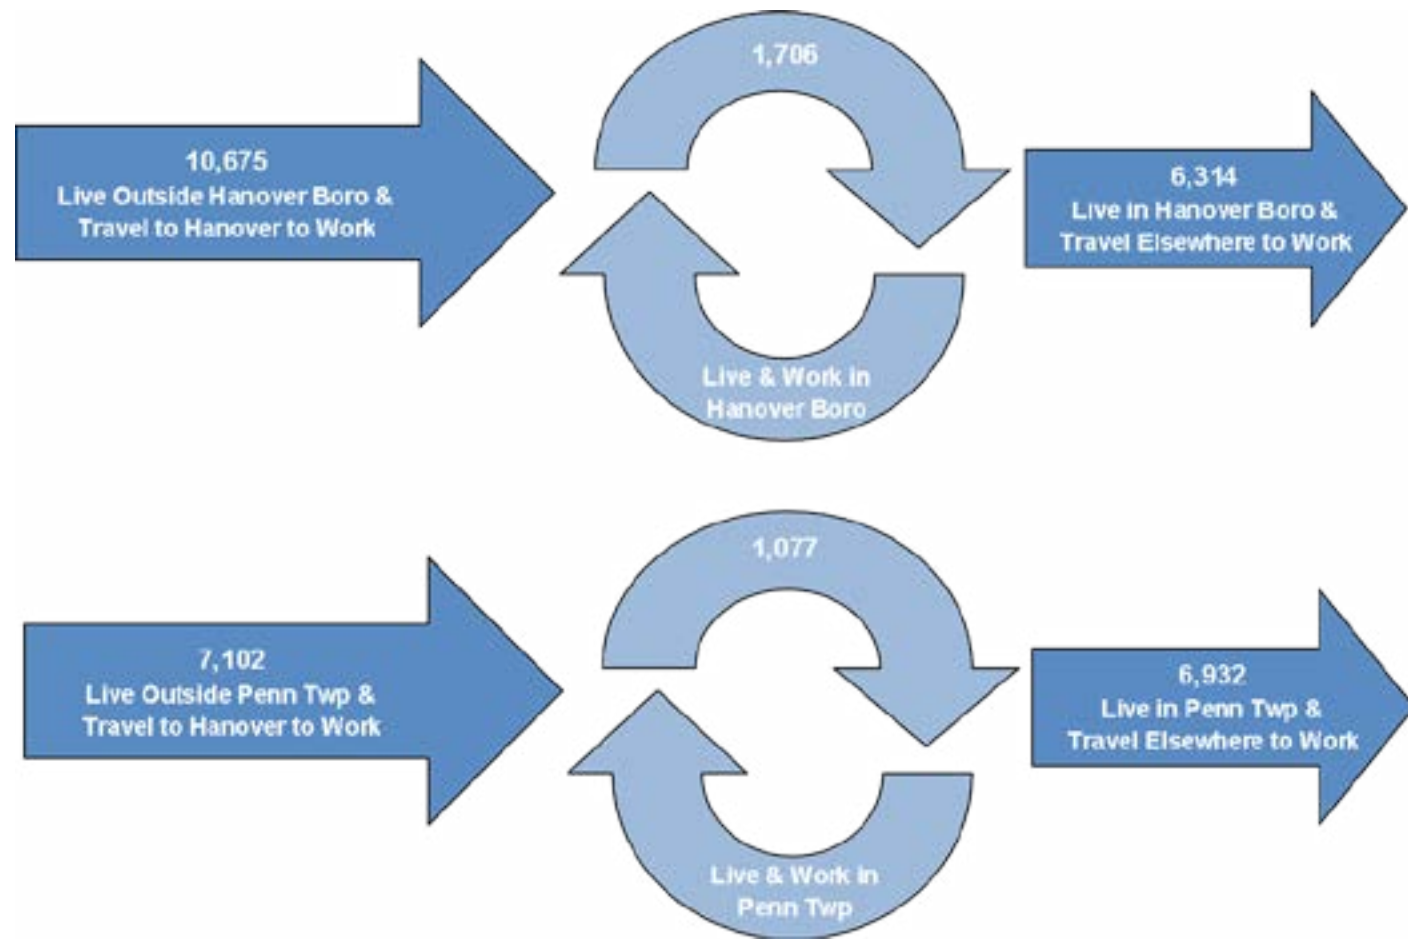 1,706
10,675
Live Outside Hanover Boro &
Travel to Hanover to Work
6,314
Live in Hanover Boro &
Travel Elsewhere to Work
Live & Work in
Hanover Boro
1,077
7,102
Live Outside Penn Twp &
Travel to Hanover to Work
6,932
Live in Penn Twp &
Travel Elsewhere to Work
Live & Work in
Penn Twp